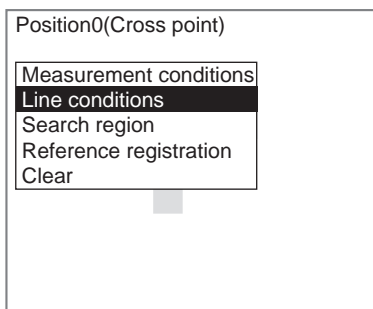 Position0(Cross point)
Measurement conditions
Line conditions
Search region
Reference registration
Clear